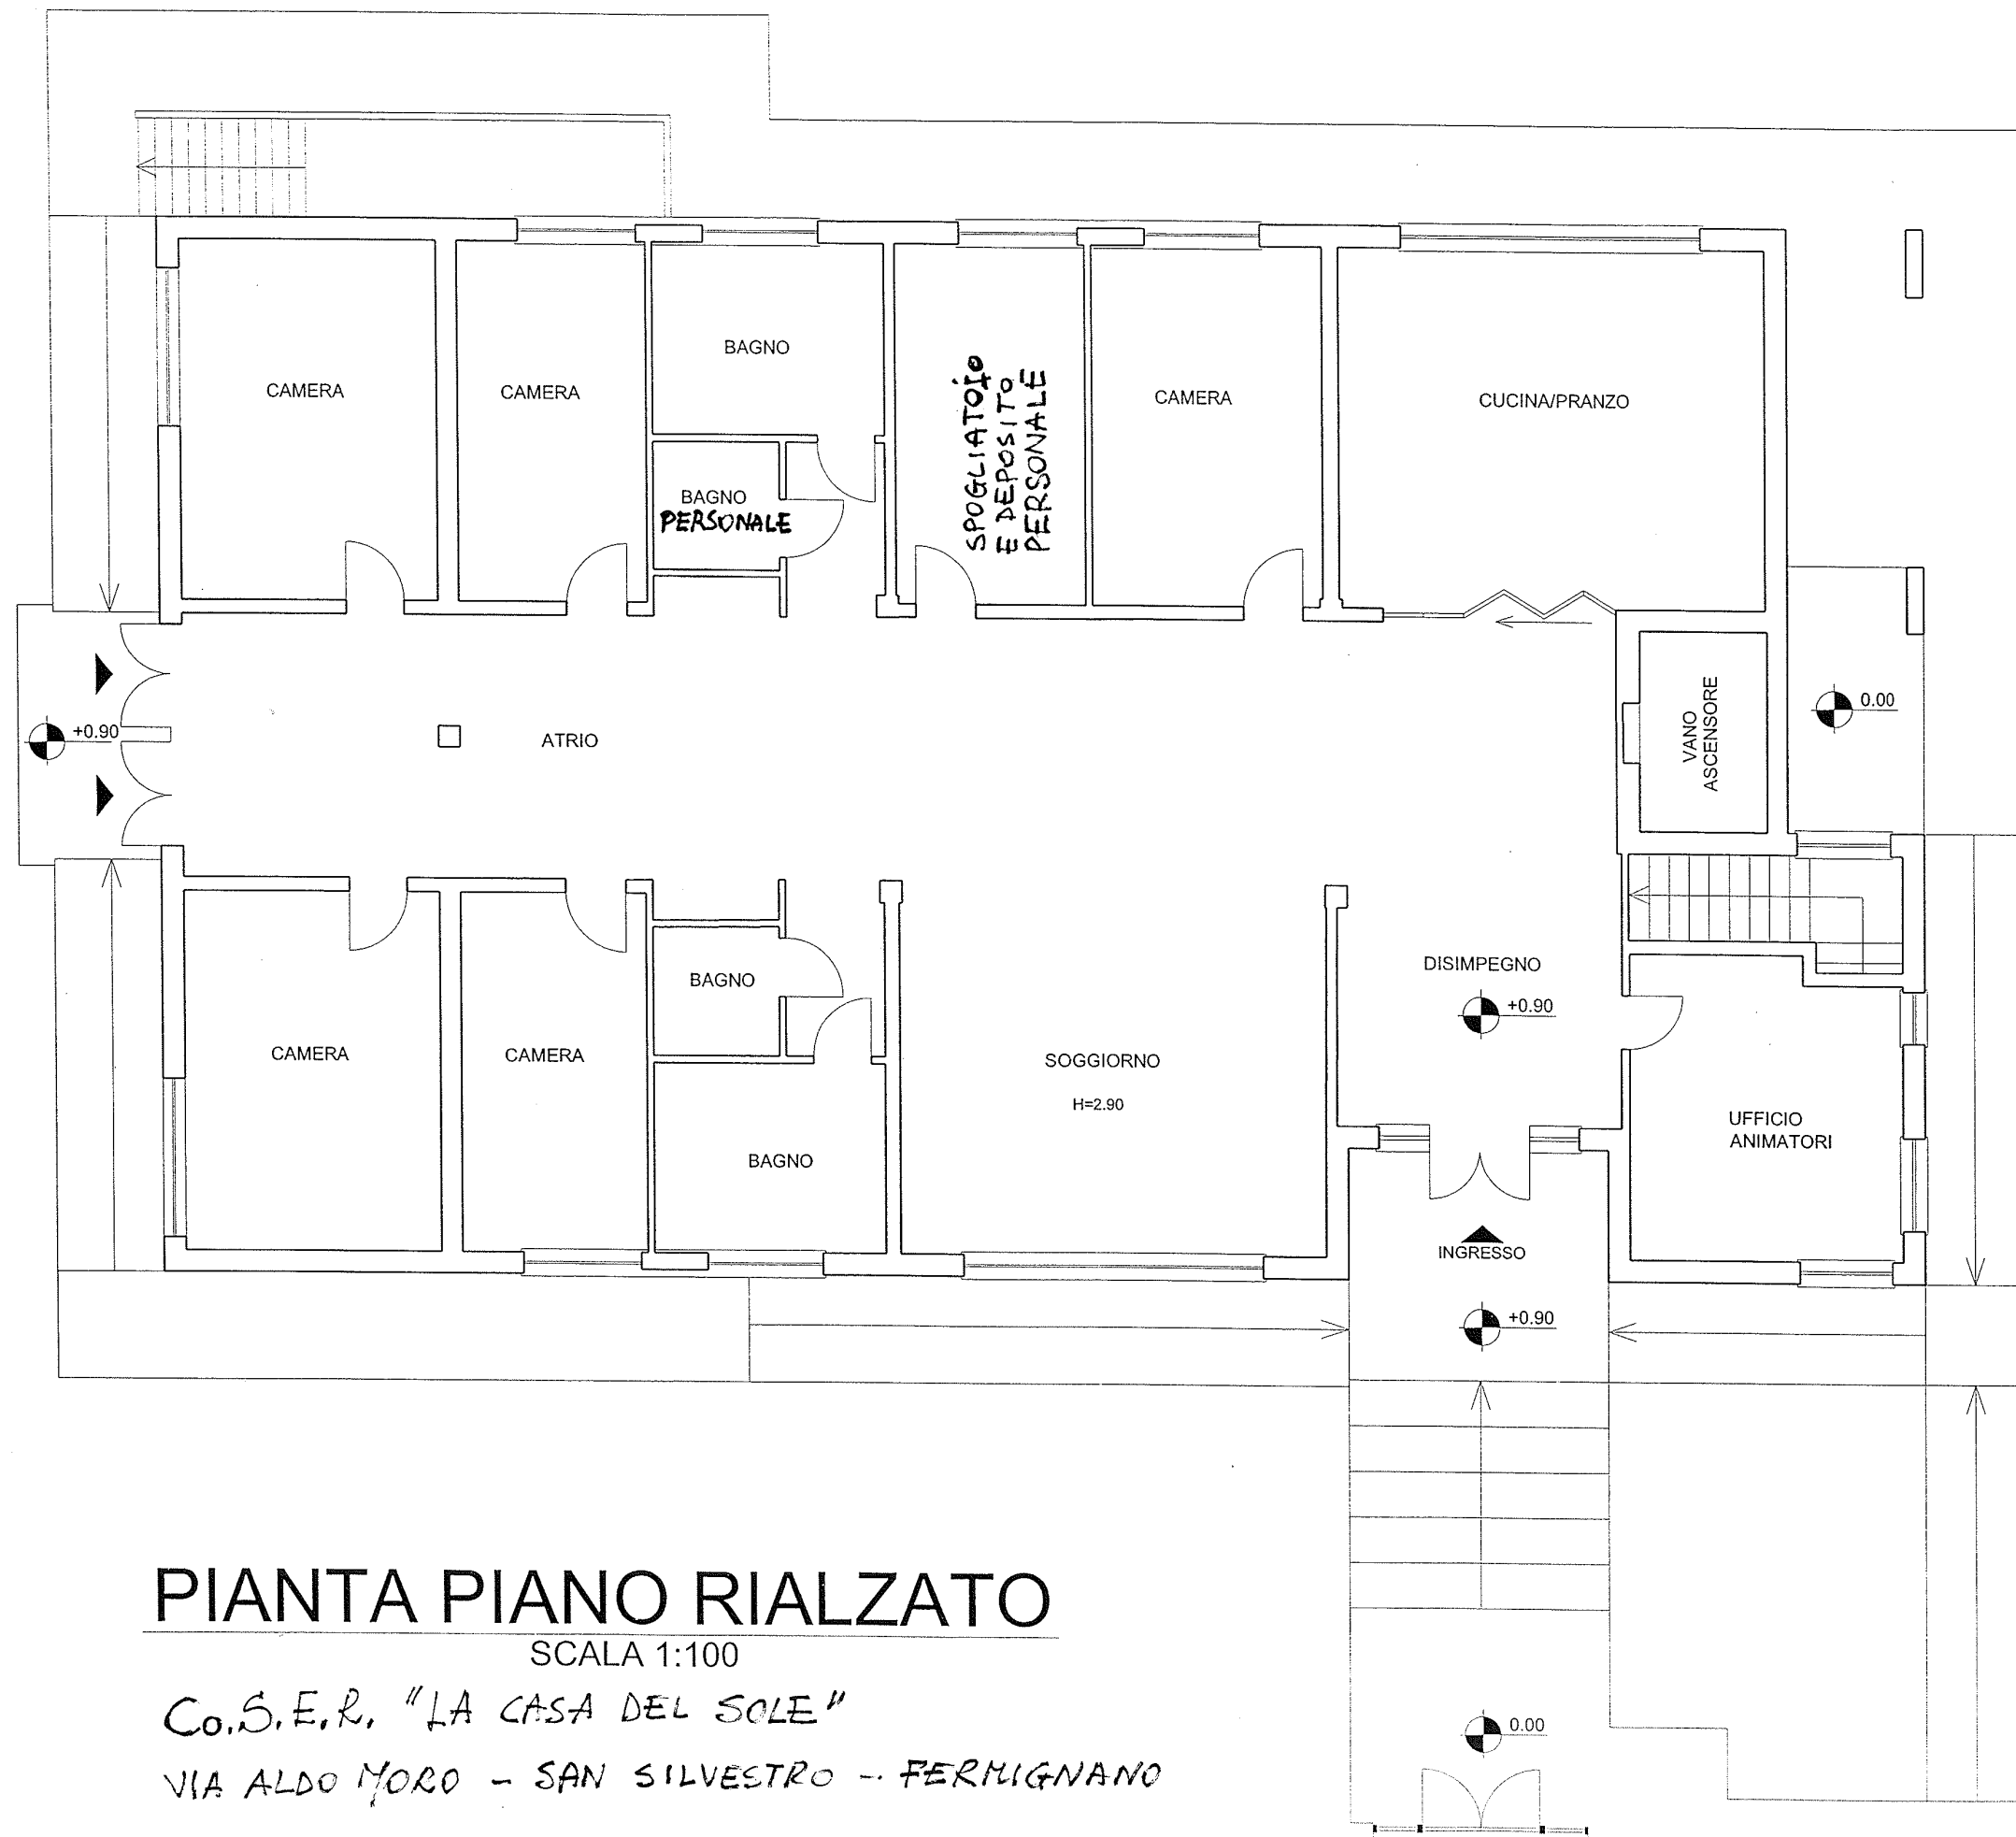 CAMERA
CAMERA
BAGNO
BAGNO
PERSONALE
SPOGLIATOIO
E DEPOSITO
PERSONALE
CAMERA
CUCINA/PRANZO
+0.90
ATRIO
VANO
ASCENSORE
0.00
CAMERA
CAMERA
BAGNO
BAGNO
SOGGIORNO
H=2.90
DISIMPEGNO
+0.90
UFFICIO
ANIMATORI
INGRESSO
+0.90
PIANTA PIANO RIALZATO
SCALA 1:100
Co.S.E.R. "LA CASA DEL SOLE"
VIA ALDO MORO - SAN SILVESTRO - FERMIGNANO
0.00